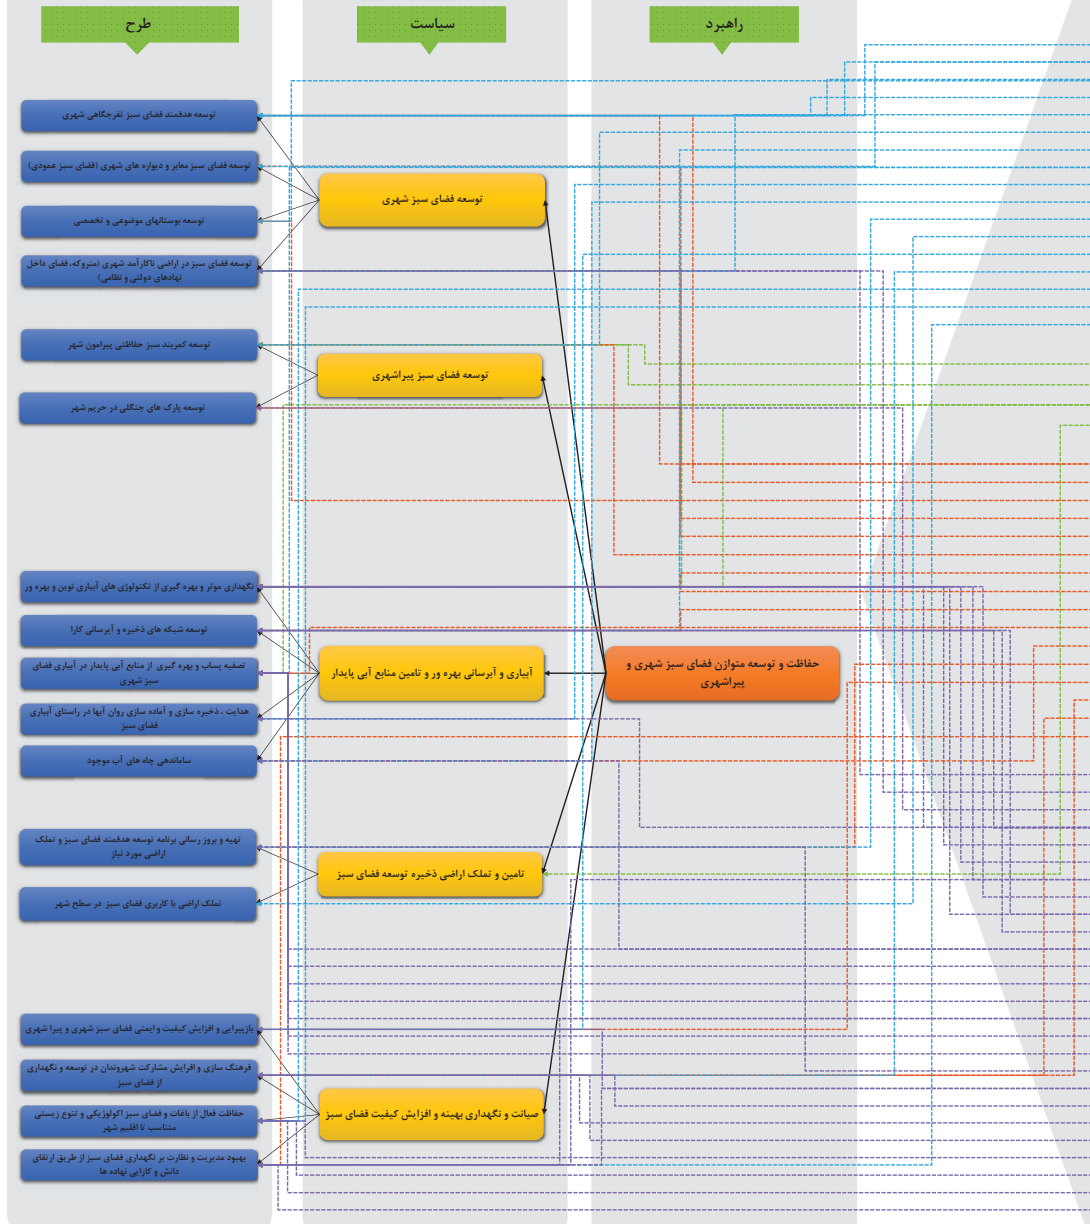 راهبرد
سیاست
طرح
حفاظت و توسعه متوازن فضای سبز شهری و
پیراشهری
توسعه فضای سبز شهری
توسعه هدفمند فضای سبز تفرجگاهی شهری
توسعه فضای سبز معابر و دیواره های شهری (فضای سبز عمودی)
توسعه بوستانهای موضوعی و تخصصی
توسعه فضای سبز در اراضی ناکارآمد شهری (متروکه، فضای داخل
نهادهای دولتی و نظامی)
توسعه فضای سبز پیراشهری
توسعه کمربند سبز حفاظتی پیرامون شهر
توسعه پارک های جنگلی در حریم شهر
آبیاری و آبرسانی بهره ور و تامین منابع آبی پایدار
نگهداری موثر و بهره گیری از تکنولوژی های آبیاری نوین و بهره ور
توسعه شبکه های ذخیره و آبرسانی کارا
تصفیه پساب و بهره گیری از منابع آبی پایدار در آبیاری فضای
سبز شهری
هدایت ، ذخیره سازی و آماده سازی روان آبها در راستای آبیاری
فضای سبز
ساماندهی چاه های آب موجود
تامین و تملک اراضی ذخیره توسعه فضای سبز
تهیه و بروز رسانی برنامه توسعه هدفمند فضای سبز و تملک
اراضی مورد نیاز
تملک اراضی با کاربری فضای سبز در سطح شهر
صیانت و نگهداری بهینه و افزایش کیفیت فضای سبز
بازپیرایی و افزایش کیفیت و ایمنی فضای سبز شهری و پیرا شهری
فرهنگ سازی و افزایش مشارکت شهروندان در توسعه و نگهداری
از فضای سبز
حفاظت فعال از باغات و فضای سبز اکولوژیکی و تنوع زیستی
متناسب با اقلیم شهر
بهبود مدیریت و نظارت بر نگهداری فضای سبز از طریق ارتقای
دانش و کارایی نهاده ها